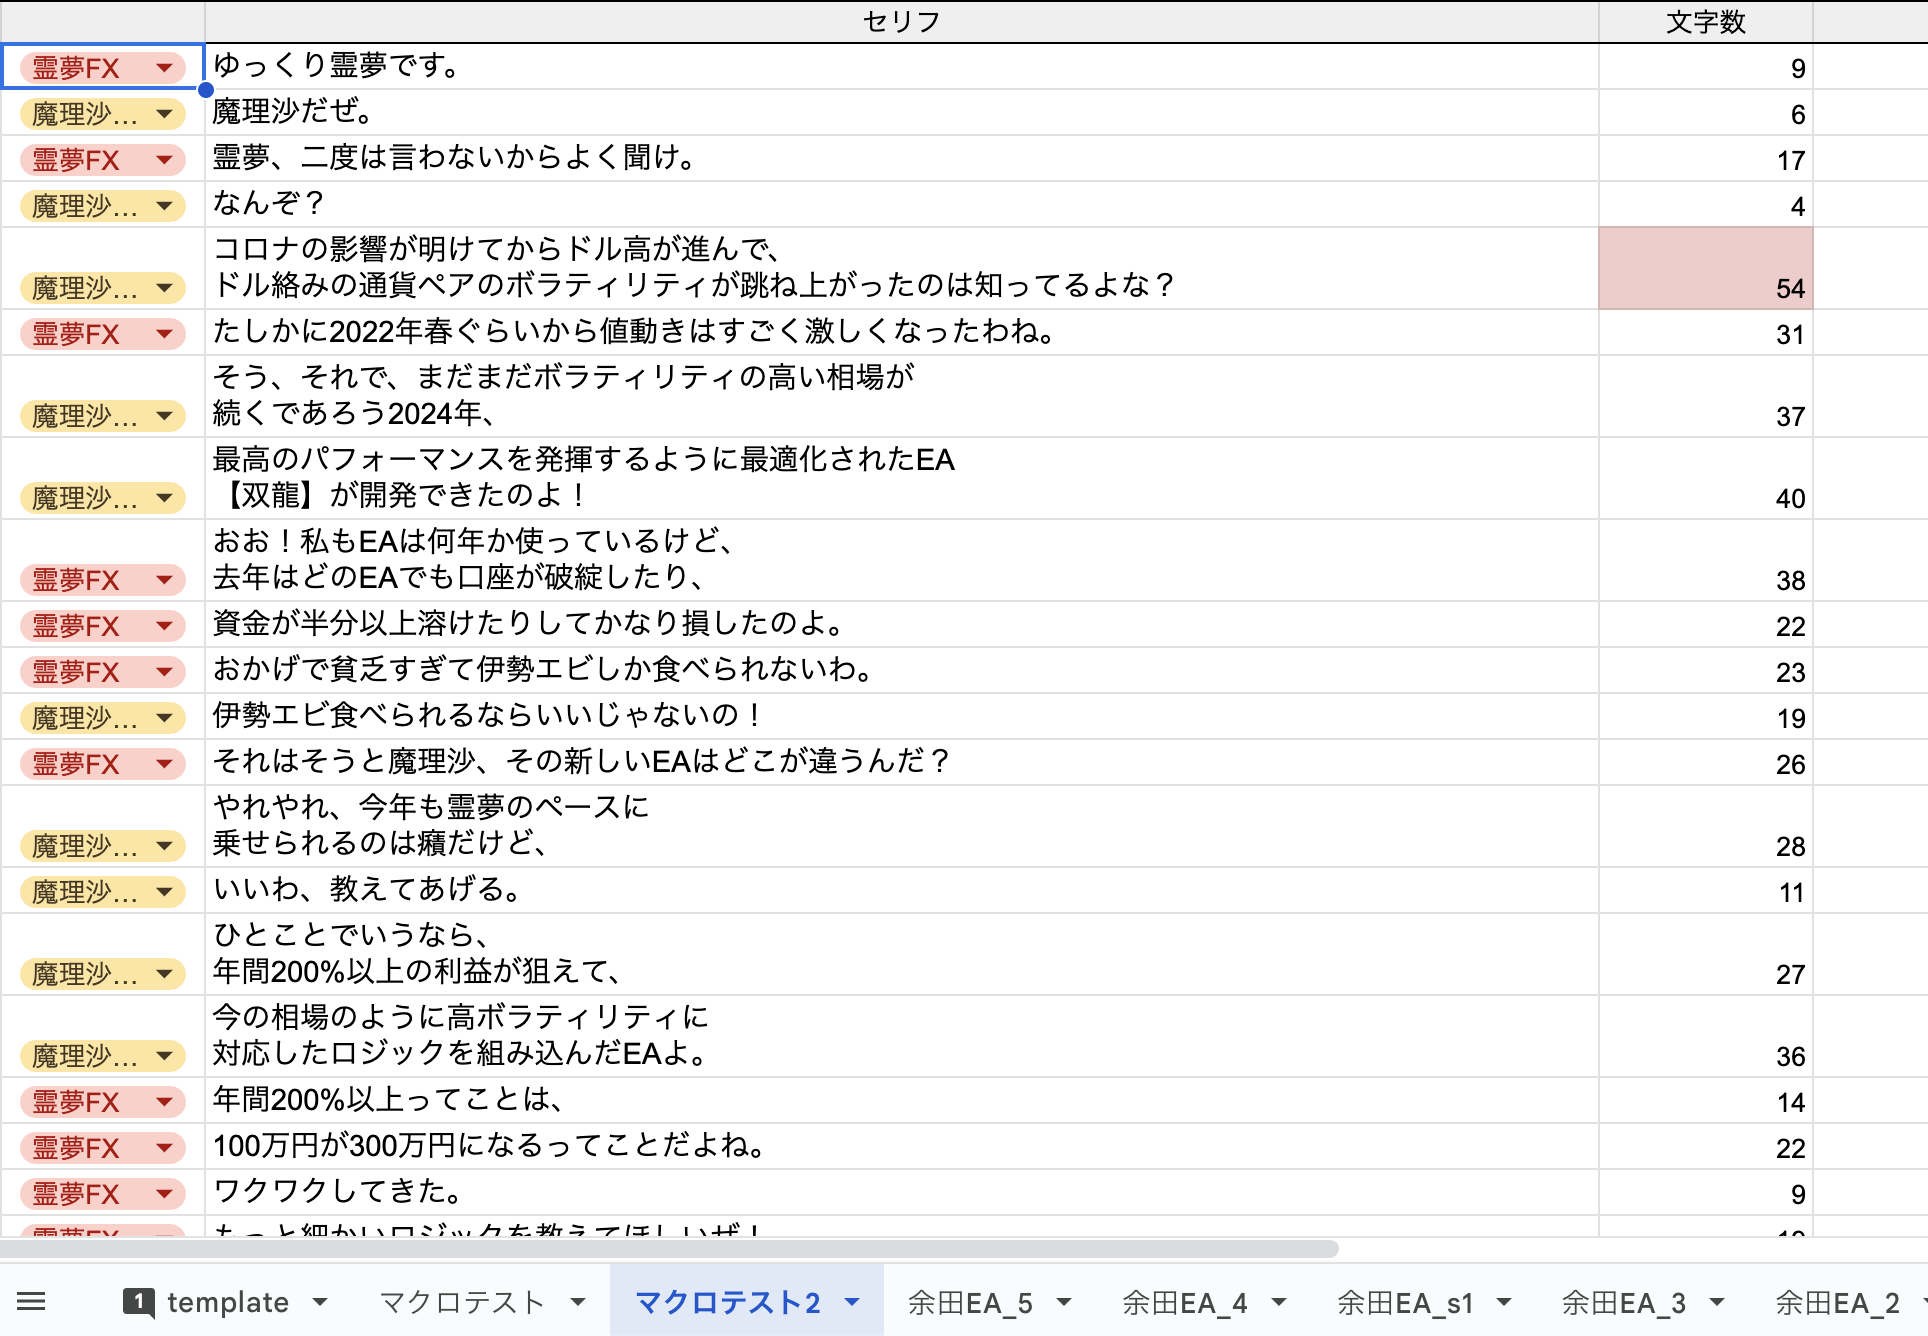 セリフ 文字数
霊夢FX ゆっくり霊夢です。 9
魔理沙… 魔理沙だぜ。 6
霊夢FX 霊夢、二度は言わないからよく聞け。 17
魔理沙… なんぞ？ 4
コロナの影響が明けてからドル高が進んで、
魔理沙… ドル絡みの通貨ペアのボラティリティが跳ね上がったのは知ってるよな？ 54
霊夢FX たしかに2022年春ぐらいから値動きはすごく激しくなったわね。 31
そう、それで、まだまだボラティリティの高い相場が
魔理沙… 続くであろう2024年、 37
最高のパフォーマンスを発揮するように最適化されたEA
魔理沙… 【双龍】が開発できたのよ！ 40
おお！私もEAは何年か使っているけど、
霊夢FX 去年はどのEAでも口座が破綻したり、 38
霊夢FX 資金が半分以上溶けたりしてかなり損したのよ。 22
霊夢FX おかげで貧乏すぎて伊勢エビしか食べられないわ。 23
魔理沙… 伊勢エビ食べられるならいいじゃないの！ 19
霊夢FX それはそうと魔理沙、その新しいEAはどこが違うんだ？ 26
やれやれ、今年も霊夢のペースに
魔理沙… 乗せられるのは癪だけど、 28
魔理沙… いいわ、教えてあげる。 11
ひとことでいうなら、
魔理沙… 年間200%以上の利益が狙えて、 27
今の相場のように高ボラティリティに
魔理沙… 対応したロジックを組み込んだEAよ。 36
霊夢FX 年間200%以上ってことは、 14
霊夢FX 100万円が300万円になるってことだよね。 22
霊夢FX ワクワクしてきた。 9
霊夢FX もっと細かいロジックを教えてほしいぜ！ 19
1 template マクロテスト マクロテスト2 余田EA_5 余田EA_4 余田EA_s1 余田EA_3 余田EA_2